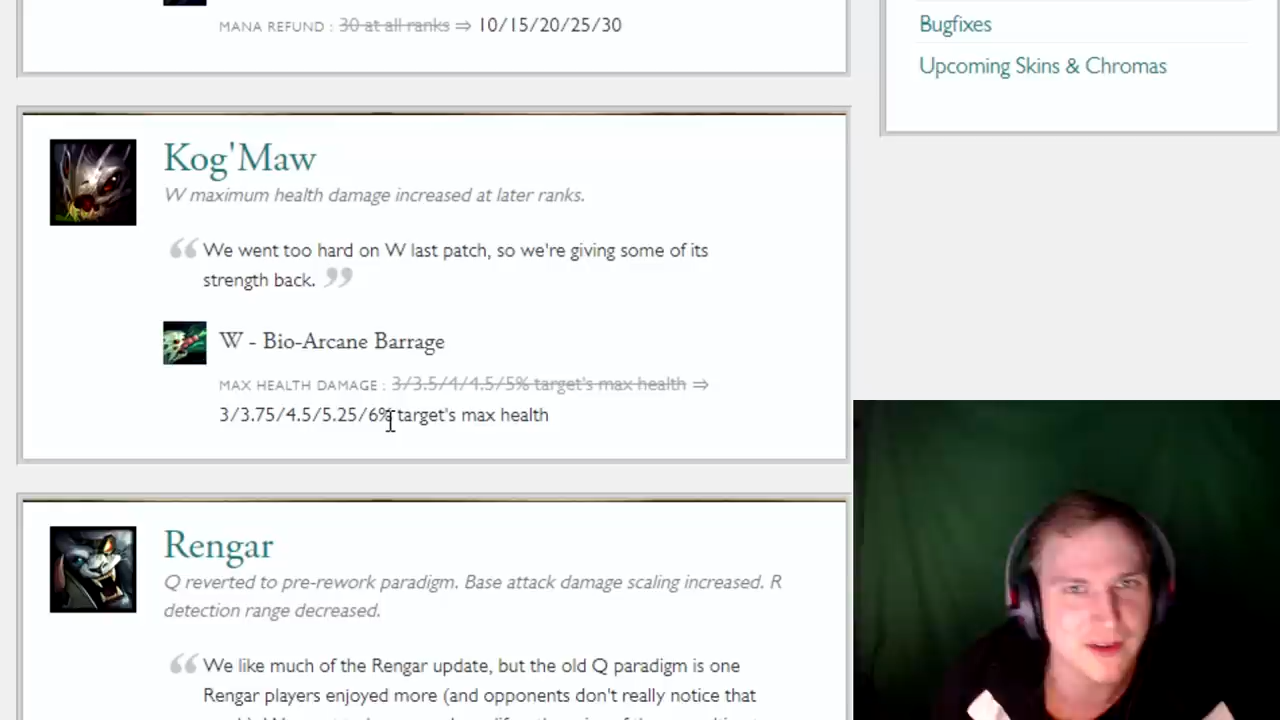 MANA REFUND : 30 at all ranks ⇒ 10/15/20/25/30
Bugfixes
Upcoming Skins & Chromas
Kog'Maw
W maximum health damage increased at later ranks.
“ We went too hard on W last patch, so we're giving some of its
strength back. ”
W - Bio-Arcane Barrage
MAX HEALTH DAMAGE : 3/3.5/4/4.5/5% target's max health ⇒
3/3.75/4.5/5.25/6% target's max health
Rengar
Q reverted to pre-rework paradigm. Base attack damage scaling increased. R
detection range decreased.
“ We like much of the Rengar update, but the old Q paradigm is one
Rengar players enjoyed more (and opponents don't really notice that